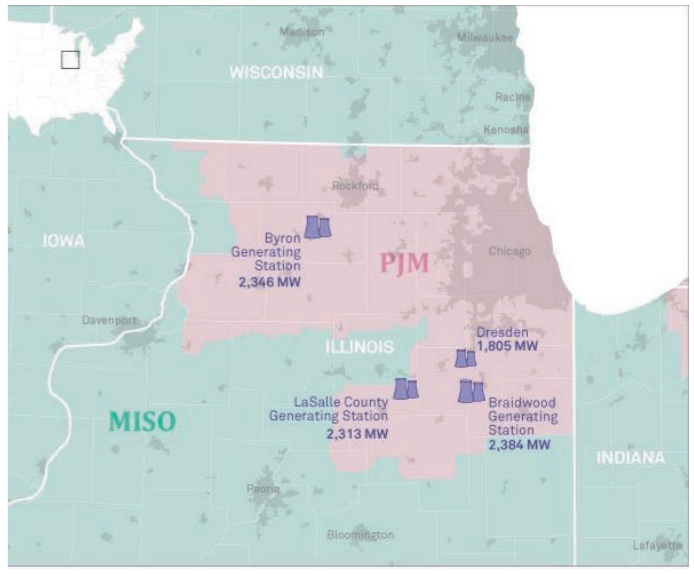 Madison
Milwaukee
WISCONSIN
Racine
Kenosha
Rockford
IOWA
Byron
Generating
Station
2,346 MW
PJM
Chicago
Davenport
ILLINOIS
Dresden
1,805 MW
LaSalle County
Generating Station
2,313 MW
Braidwood
Generating
Station
2,384 MW
MISO
INDIANA
Peoria
Bloomington
Lafayette